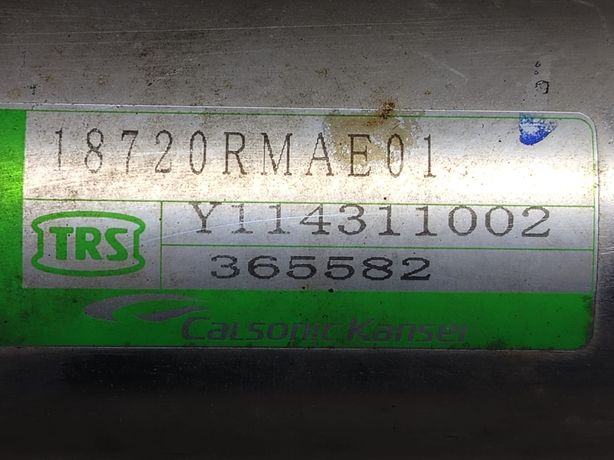 18720RMAE01
TRS
Y114311002
365582
Calsonic Kansei